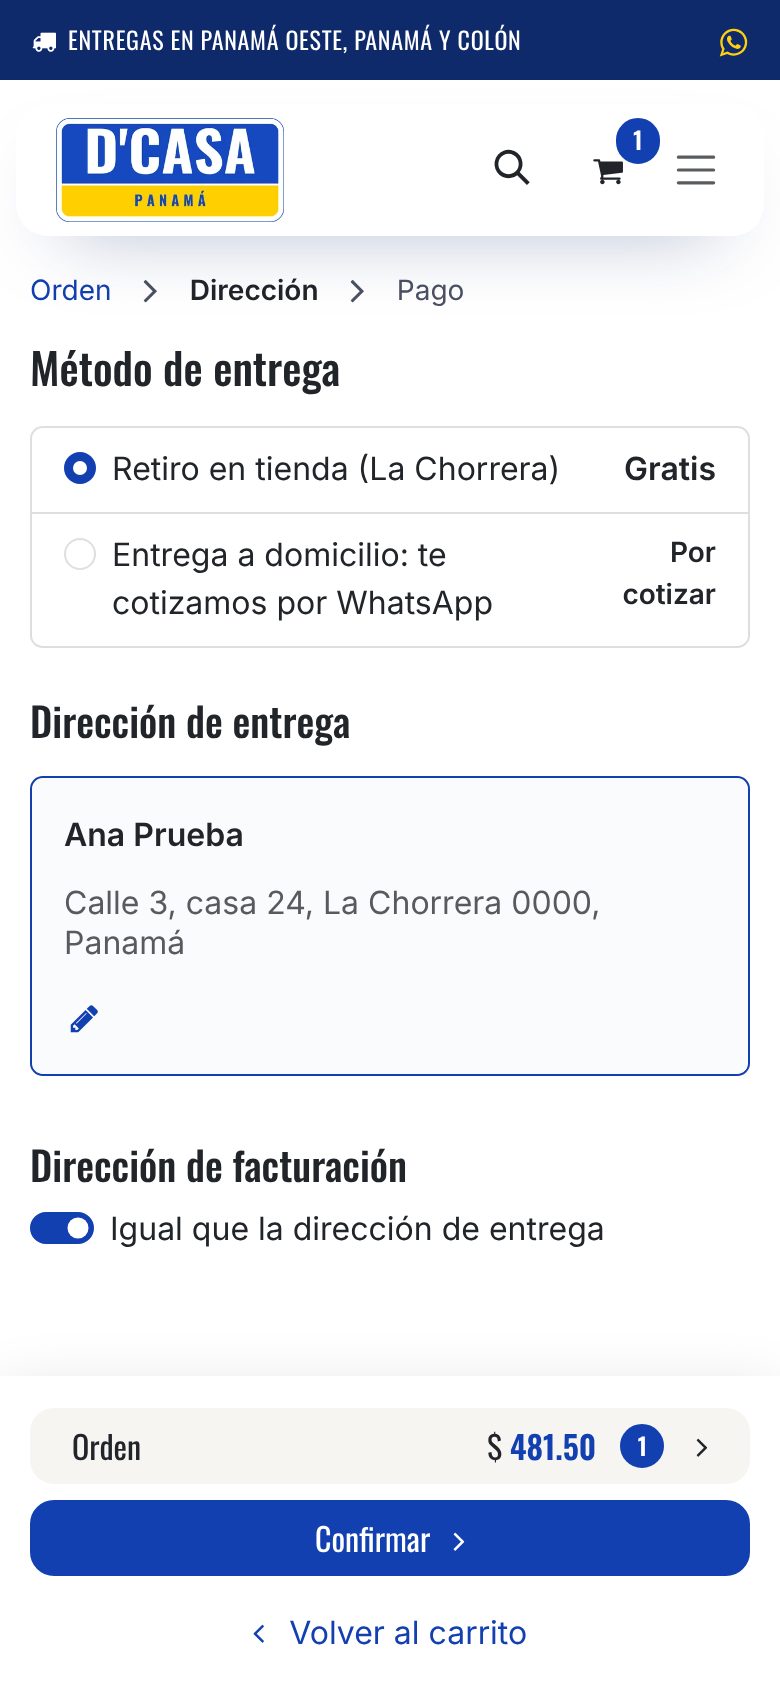 ENTREGAS EN PANAMÁ OESTE, PANAMÁ Y COLÓN
D'CASA
PANAMÁ
1
Orden > Dirección > Pago
Método de entrega
Retiro en tienda (La Chorrera) Gratis
Entrega a domicilio: te cotizamos por WhatsApp Por cotizar
Dirección de entrega
Ana Prueba
Calle 3, casa 24, La Chorrera 0000,
Panamá
Dirección de facturación
Igual que la dirección de entrega
Orden $ 481.50 1 >
Confirmar >
< Volver al carrito